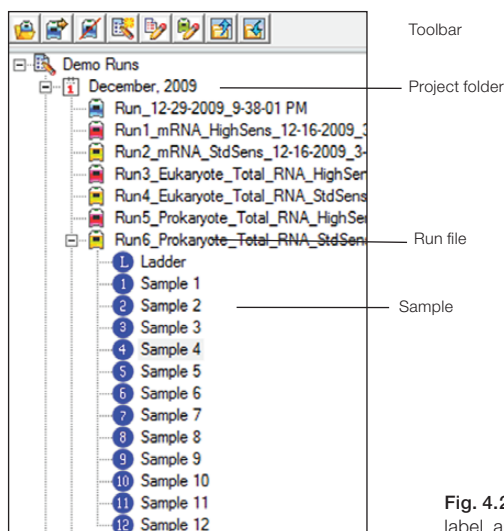 Toolbar
Demo Runs
December, 2009
Project folder
Run_12-29-2009_9-38-01 PM
Run1_mRNA_HighSens_12-16-2009_3
Run2_mRNA_StdSens_12-16-2009_3-
Run3_Eukaryote_Total_RNA_HighSer
Run4_Eukaryote_Total_RNA_StdSens
Run5_Prokaryote_Total_RNA_HighSe
Run6_Prokaryote_Total_RNA_StdSen
Run file
L Ladder
1 Sample 1
2 Sample 2
Sample
3 Sample 3
4 Sample 4
5 Sample 5
6 Sample 6
7 Sample 7
8 Sample 8
9 Sample 9
10 Sample 10
11 Sample 11
12 Sample 12
Fig. 4.2
label, a